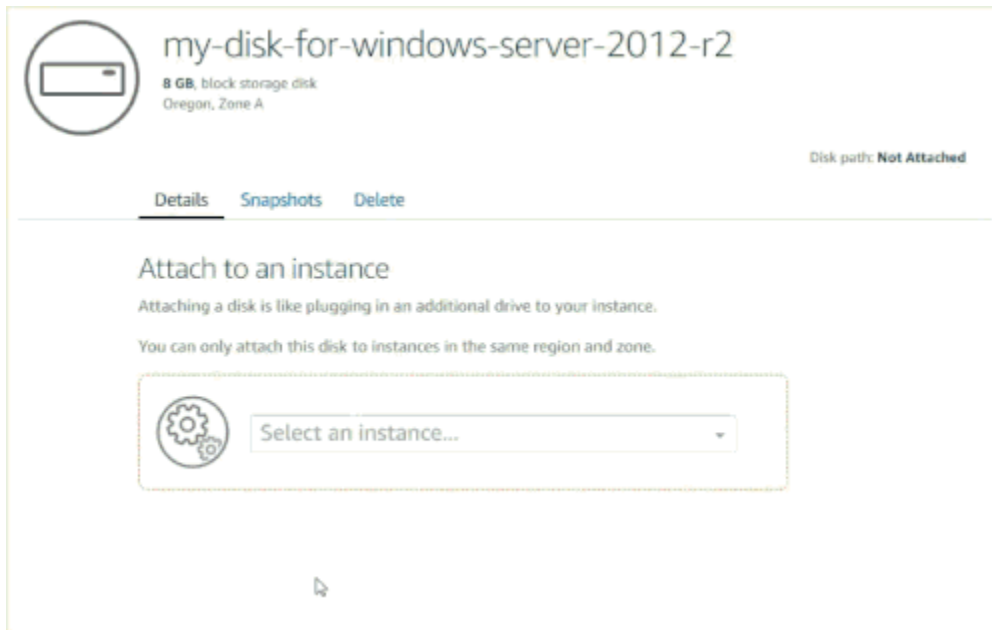 my-disk-for-windows-server-2012-r2
8 GB, block storage disk
Oregon, Zone A
Disk path: Not Attached
Details Snapshots Delete
Attach to an instance
Attaching a disk is like plugging in an additional drive to your instance.
You can only attach this disk to instances in the same region and zone.
Select an instance...